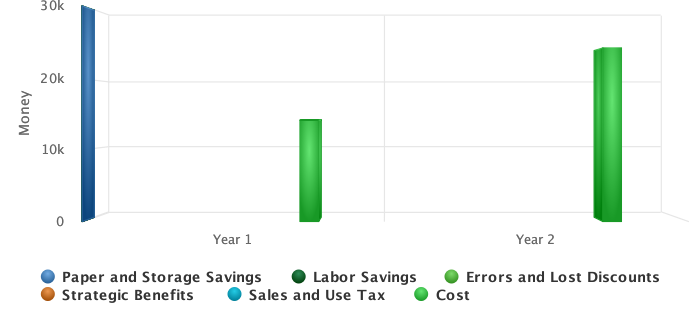 30k
20k
10k
0
Money
Year 1 Year 2
Paper and Storage Savings Labor Savings Errors and Lost Discounts
Strategic Benefits Sales and Use Tax Cost